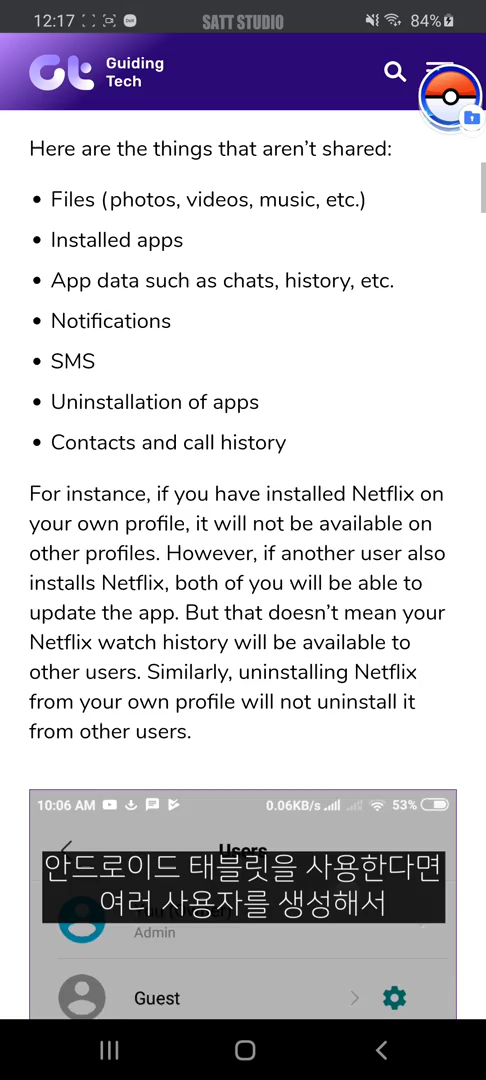 12:17
SATT STUDIO
84%
Guiding
Tech
Here are the things that aren't shared:
• Files (photos, videos, music, etc.)
• Installed apps
• App data such as chats, history, etc.
• Notifications
• SMS
• Uninstallation of apps
• Contacts and call history
For instance, if you have installed Netflix on
your own profile, it will not be available on
other profiles. However, if another user also
installs Netflix, both of you will be able to
update the app. But that doesn't mean your
Netflix watch history will be available to
other users. Similarly, uninstalling Netflix
from your own profile will not uninstall it
from other users.
10:06 AM 0.06KB/s 53%
Users
안드로이드 태블릿을 사용한다면
여러 사용자를 생성해서
Admin
Guest